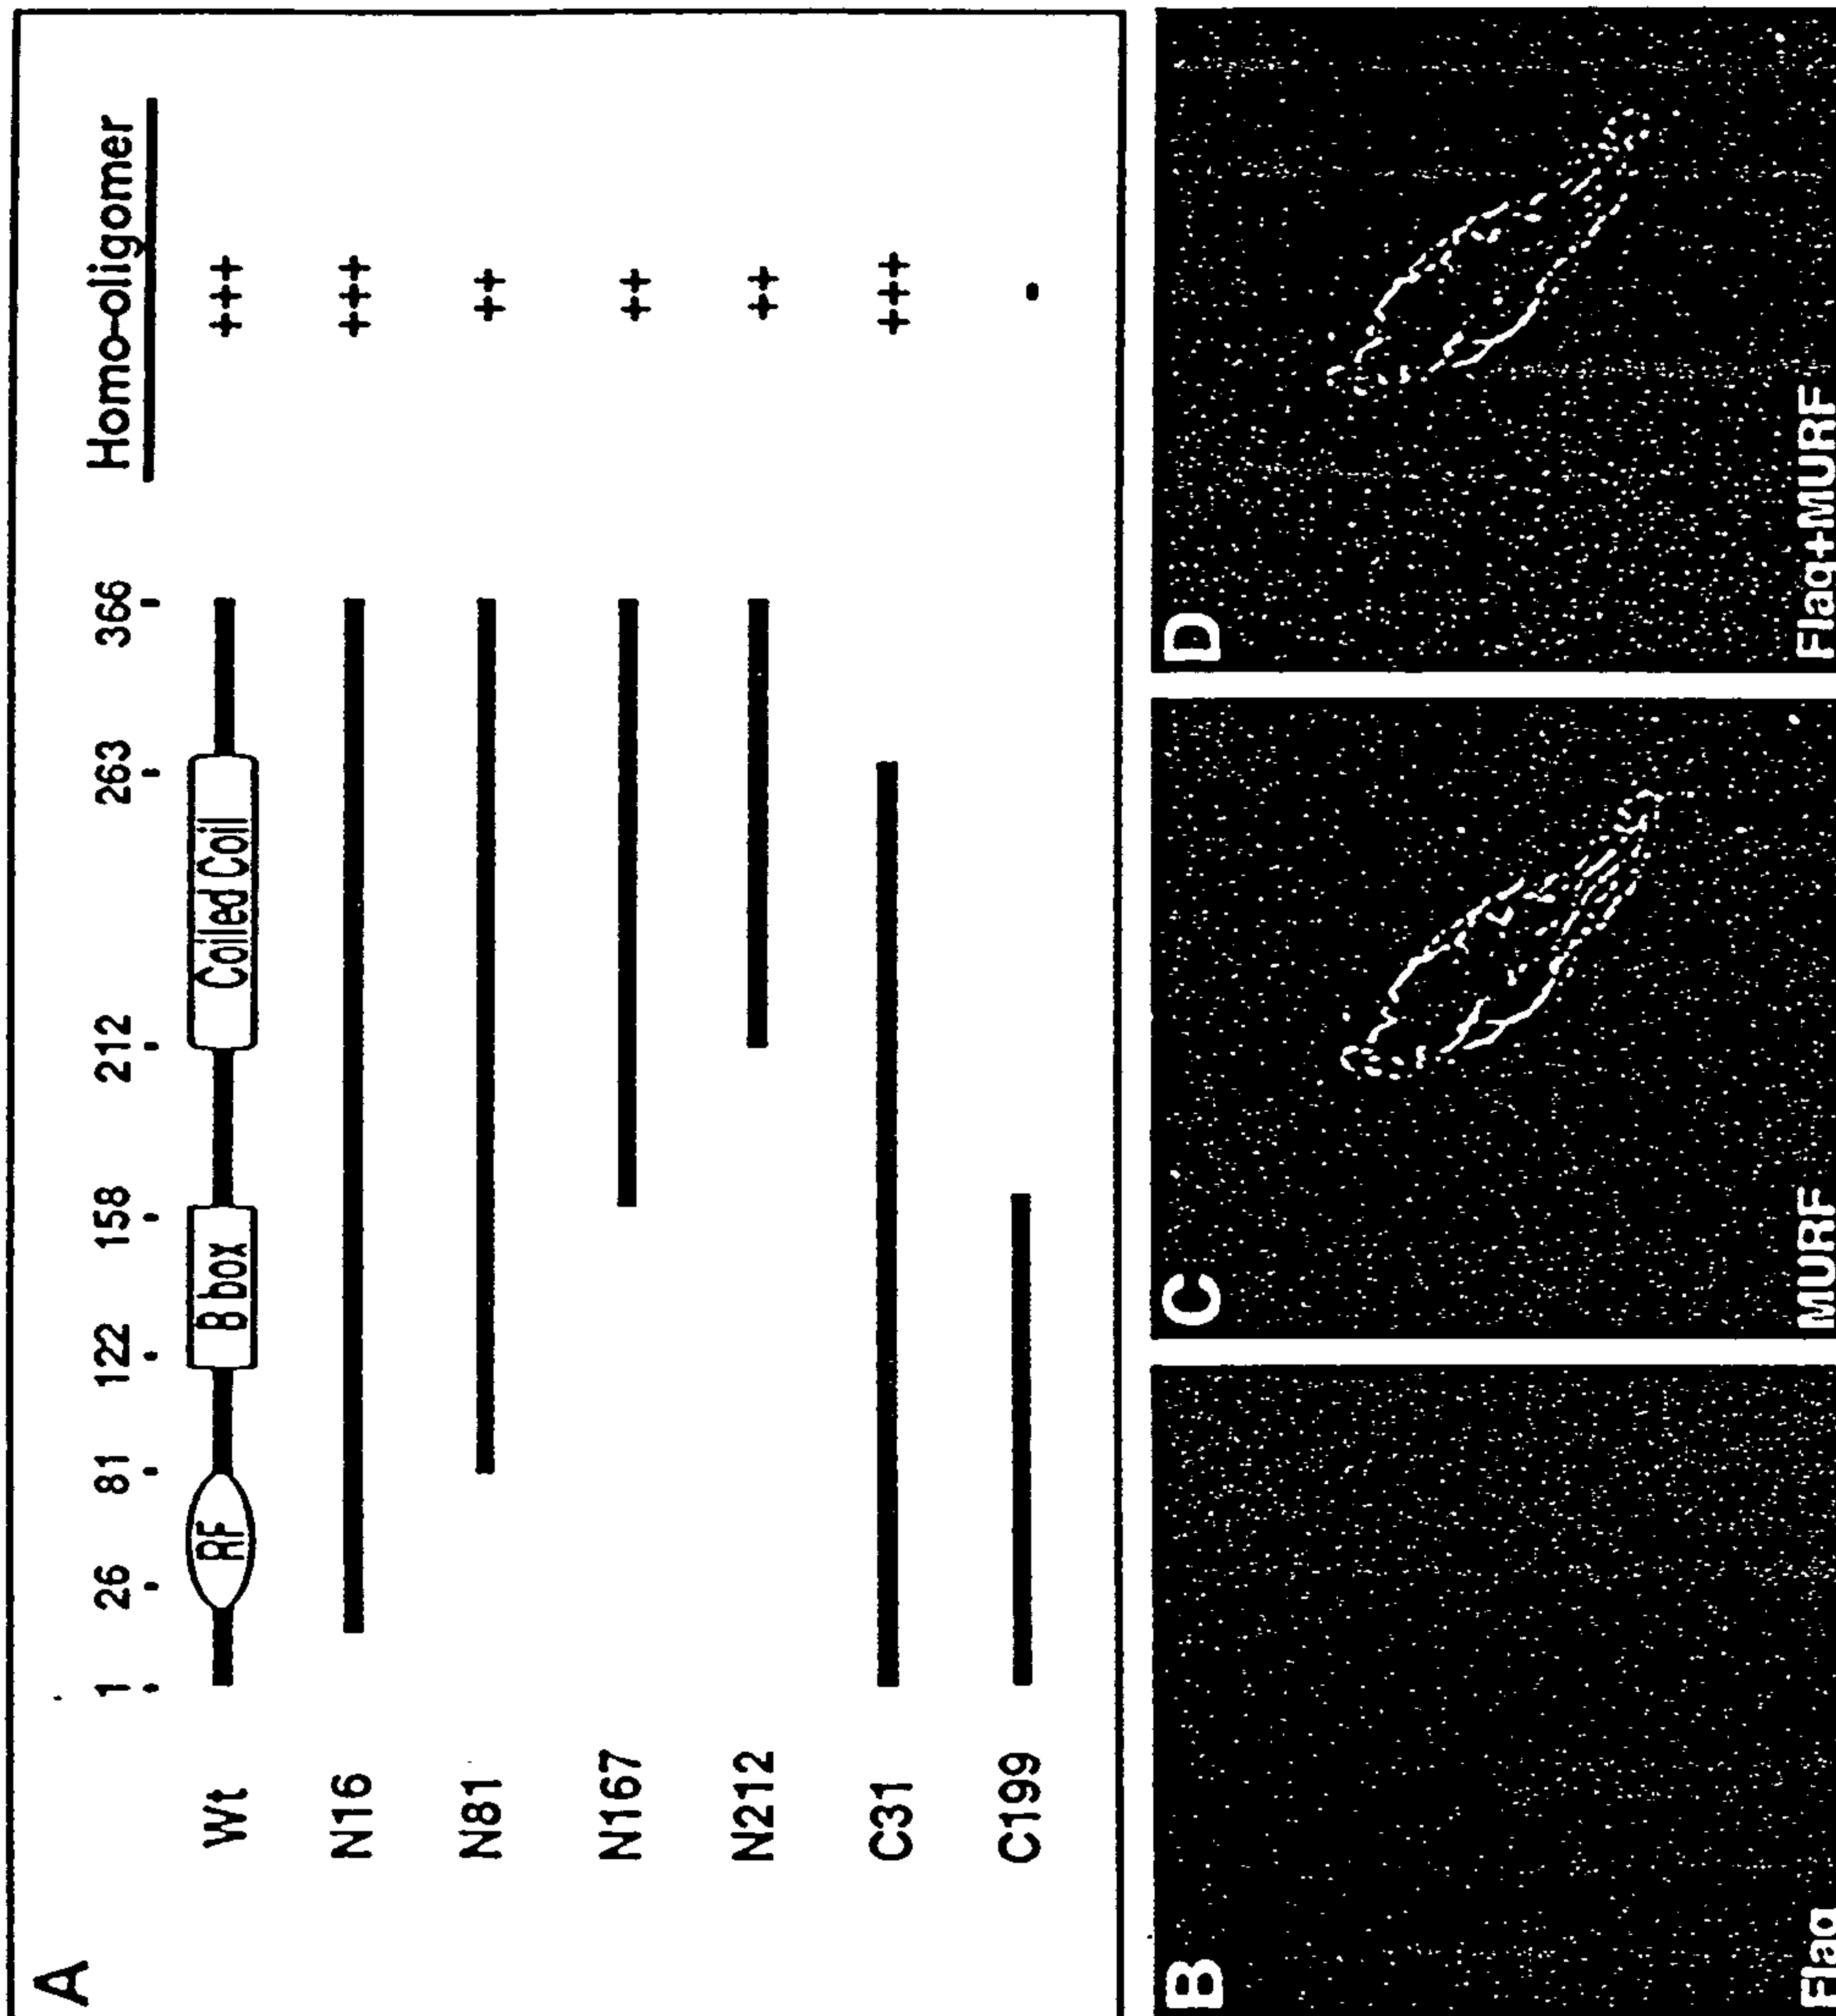 A
Homo-oligomer
1 26 81 122 158 212 263 366
Wt RF B box Coiled Coil +++
N16 +++
N81 ++
N167 ++
N212 ++
C31 +++
C199 -
B
Flag
C
MURF
D
Flag+MURF